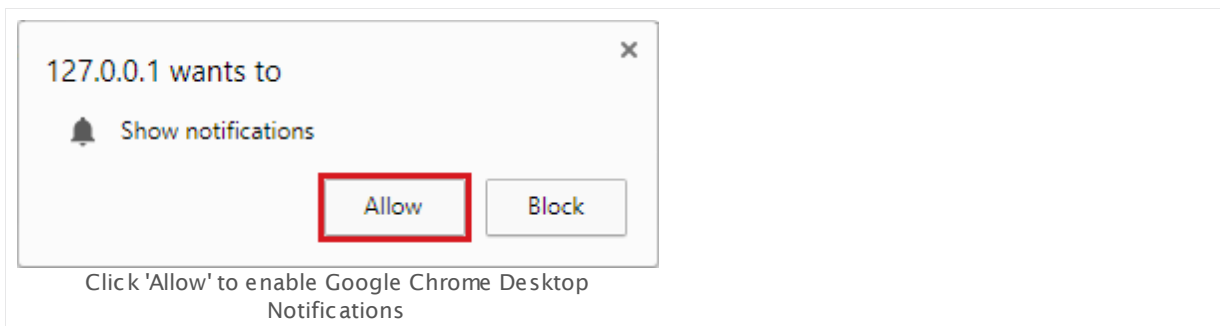 127.0.0.1 wants to
Show notifications
Allow Block
Click 'Allow' to enable Google Chrome Desktop
Notifications